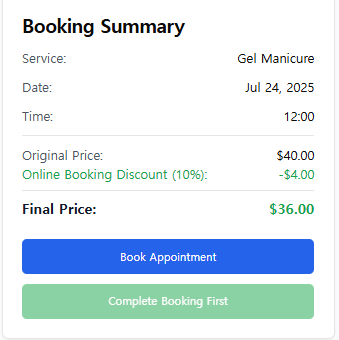 Booking Summary
Service: Gel Manicure
Date: Jul 24, 2025
Time: 12:00
Original Price: $40.00
Online Booking Discount (10%): -$4.00
Final Price: $36.00
Book Appointment
Complete Booking First